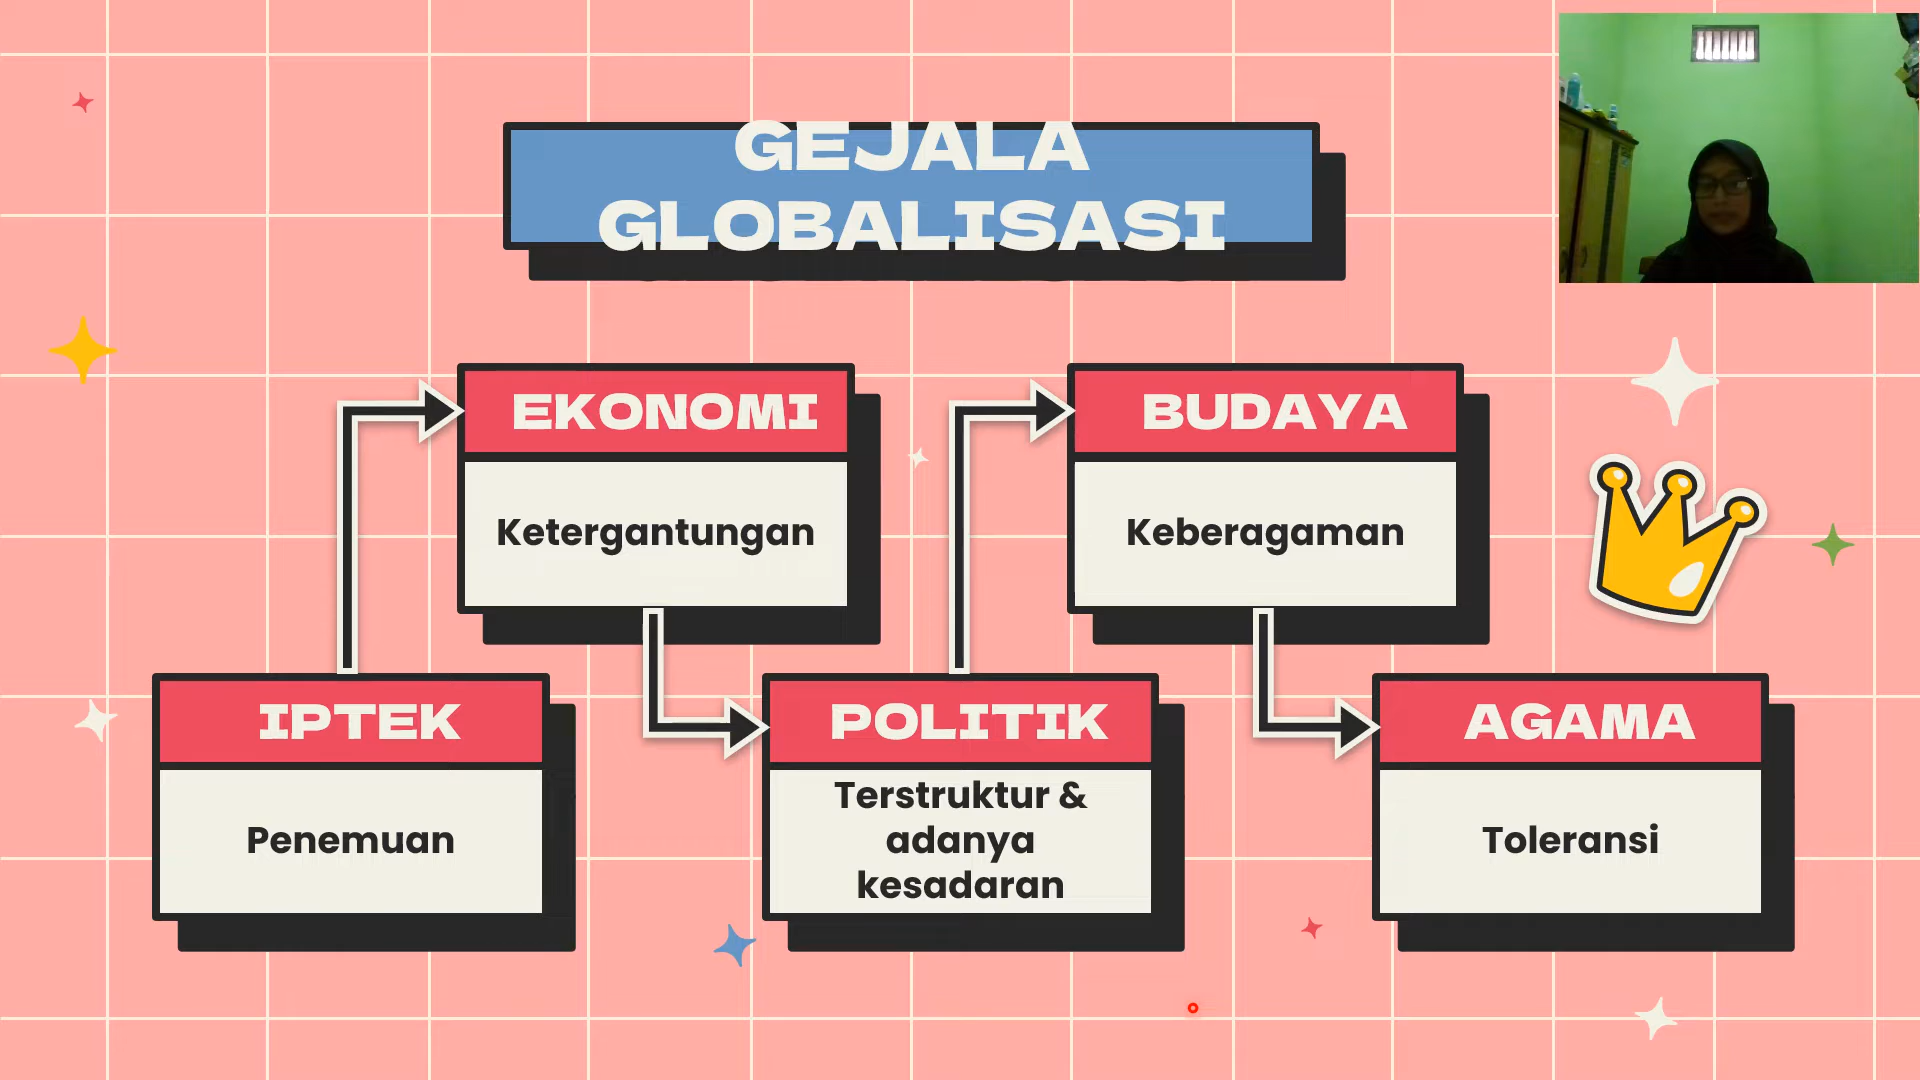 GEJALA
GLOBALISASI
IPTEK
Penemuan
EKONOMI
Ketergantungan
POLITIK
Terstruktur &
adanya
kesadaran
BUDAYA
Keberagaman
AGAMA
Toleransi